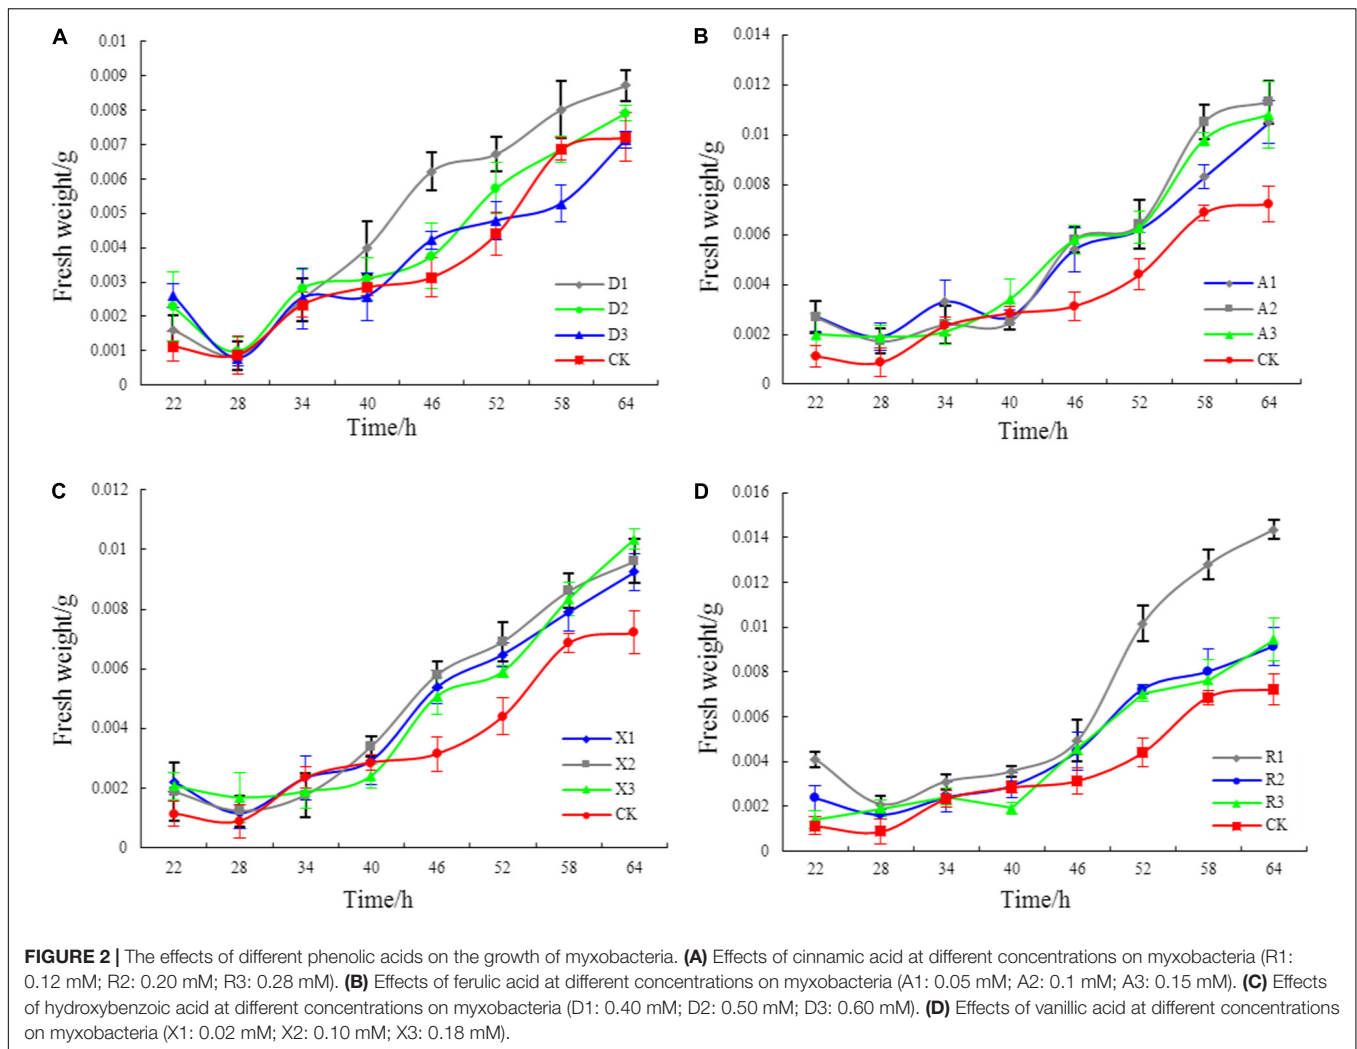 A
0.01
0.009
0.008
0.007
0.006
0.005
0.004
0.003
0.002
0.001
0
Fresh weight/g
22 28 34 40 46 52 58 64
Time/h
D1
D2
D3
CK
B
0.014
0.012
0.01
0.008
0.006
0.004
0.002
0
Fresh weight/g
22 28 34 40 46 52 58 64
Time/h
A1
A2
A3
CK
C
0.012
0.01
0.008
0.006
0.004
0.002
0
Fresh weight/g
22 28 34 40 46 52 58 64
Time/h
X1
X2
X3
CK
D
0.016
0.014
0.012
0.01
0.008
0.006
0.004
0.002
0
Fresh weight/g
22 28 34 40 46 52 58 64
Time/h
R1
R2
R3
CK
FIGURE 2 | The effects of different phenolic acids on the growth of myxobacteria. (A) Effects of cinnamic acid at different concentrations on myxobacteria (R1:
0.12 mM; R2: 0.20 mM; R3: 0.28 mM). (B) Effects of ferulic acid at different concentrations on myxobacteria (A1: 0.05 mM; A2: 0.1 mM; A3: 0.15 mM). (C) Effects
of hydroxybenzoic acid at different concentrations on myxobacteria (D1: 0.40 mM; D2: 0.50 mM; D3: 0.60 mM). (D) Effects of vanillic acid at different concentrations
on myxobacteria (X1: 0.02 mM; X2: 0.10 mM; X3: 0.18 mM).